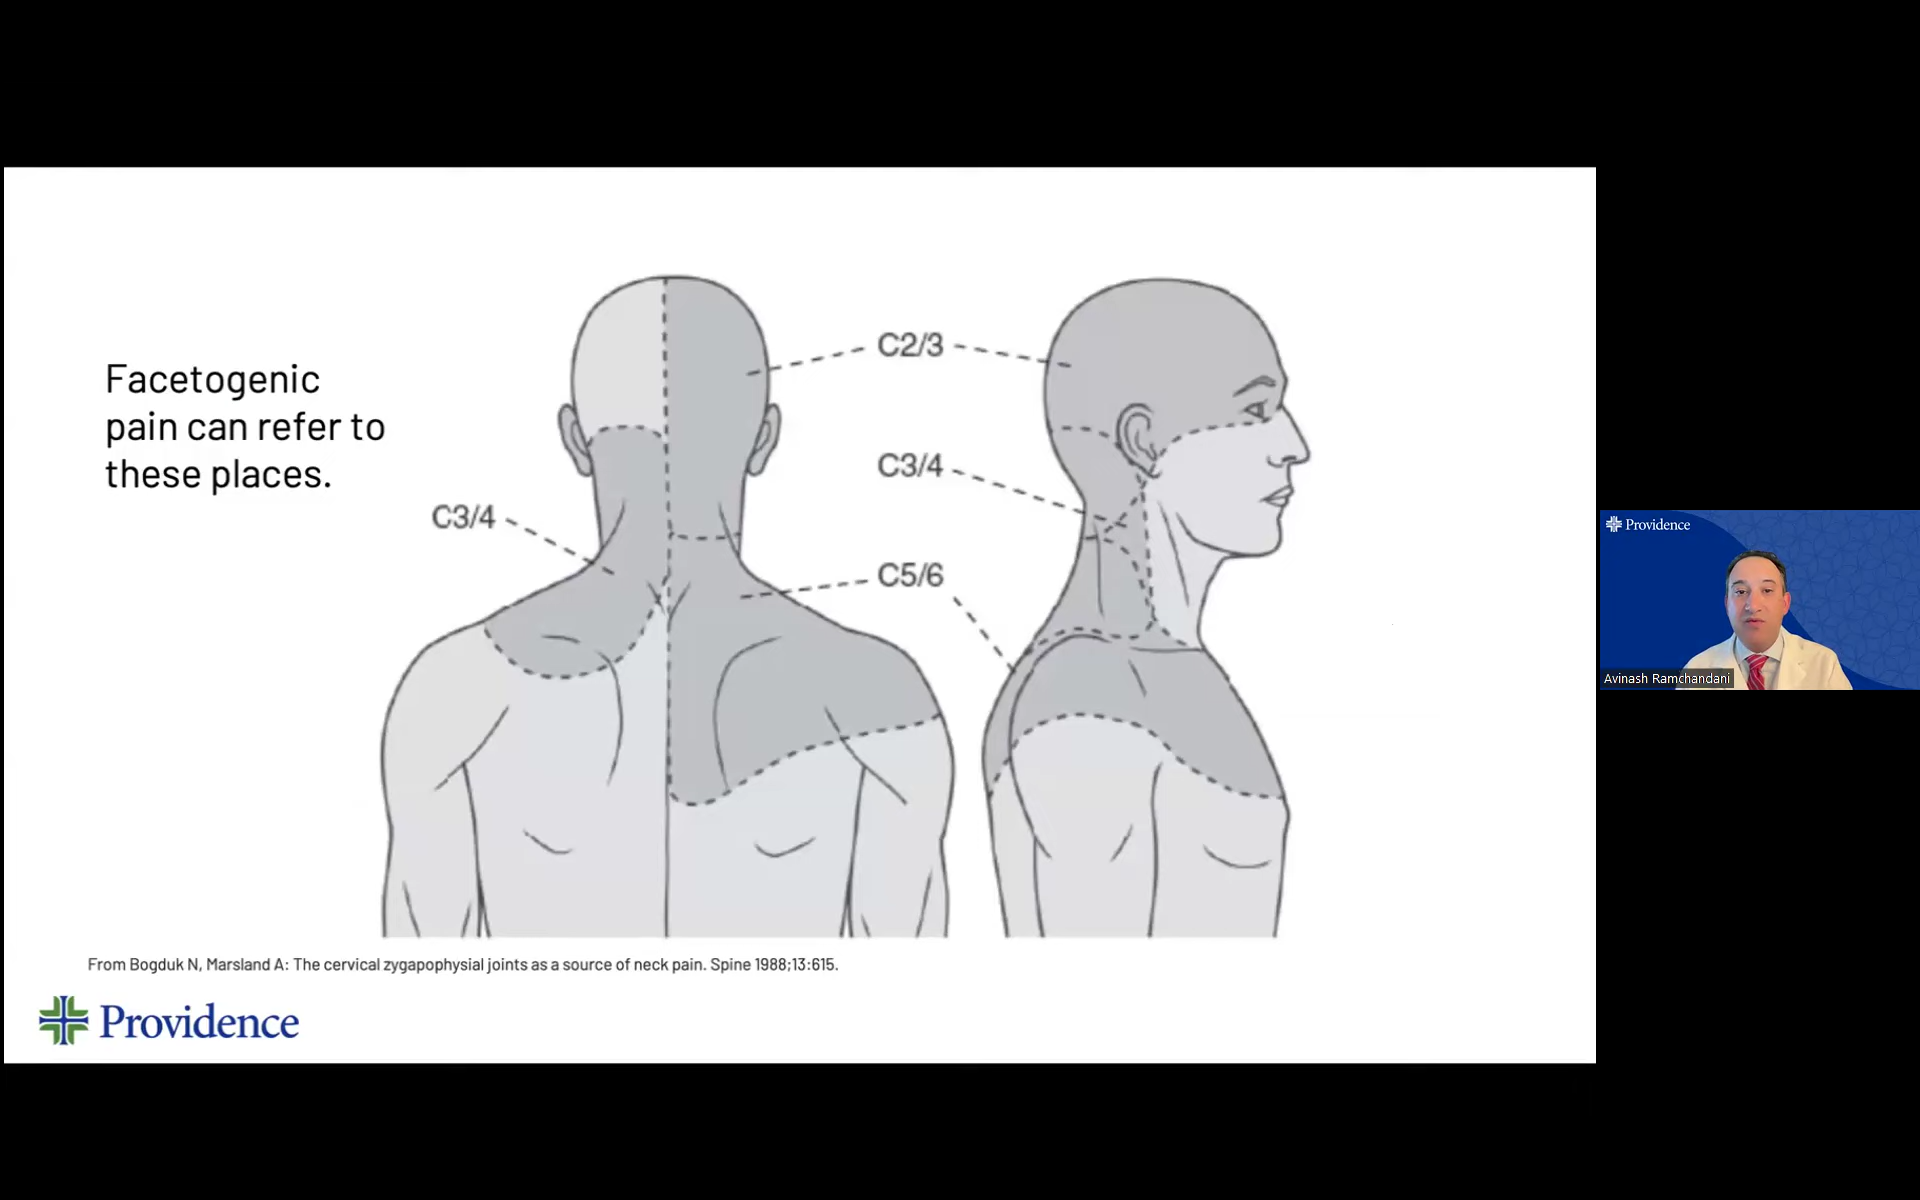 Facetogenic
pain can refer to
these places.
C2/3
C3/4
C3/4
C5/6
From Bogduk N, Marsland A: The cervical zygapophysial joints as a source of neck pain. Spine 1988;13:615.
Providence
Providence
Avinash Ramchandani